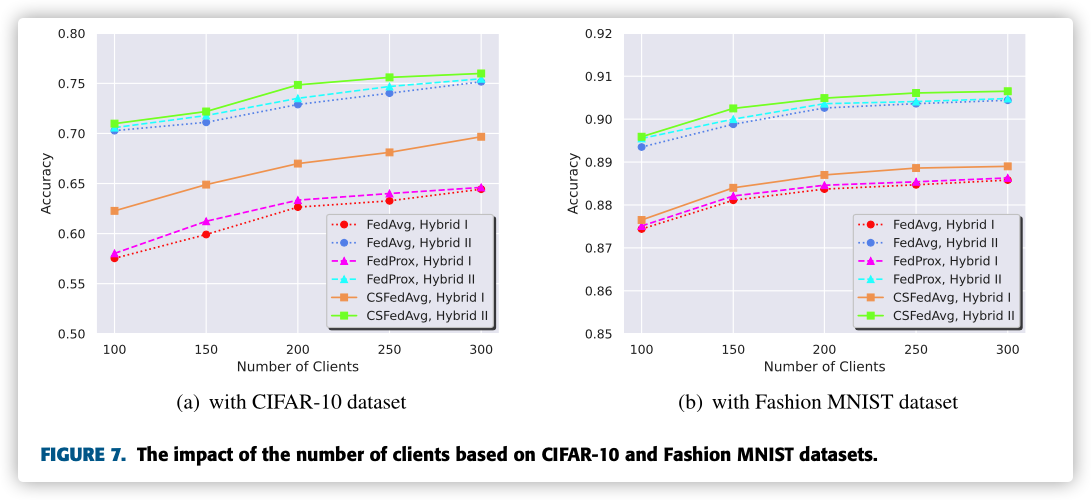 0.80
0.75
0.70
0.65
0.60
0.55
0.50
Accuracy
100 150 200 250 300
Number of Clients
FedAvg, Hybrid I
FedAvg, Hybrid II
FedProx, Hybrid I
FedProx, Hybrid II
CSFedAvg, Hybrid I
CSFedAvg, Hybrid II
(a) with CIFAR-10 dataset
0.92
0.91
0.90
0.89
0.88
0.87
0.86
0.85
Accuracy
100 150 200 250 300
Number of Clients
FedAvg, Hybrid I
FedAvg, Hybrid II
FedProx, Hybrid I
FedProx, Hybrid II
CSFedAvg, Hybrid I
CSFedAvg, Hybrid II
(b) with Fashion MNIST dataset
FIGURE 7. The impact of the number of clients based on CIFAR-10 and Fashion MNIST datasets.